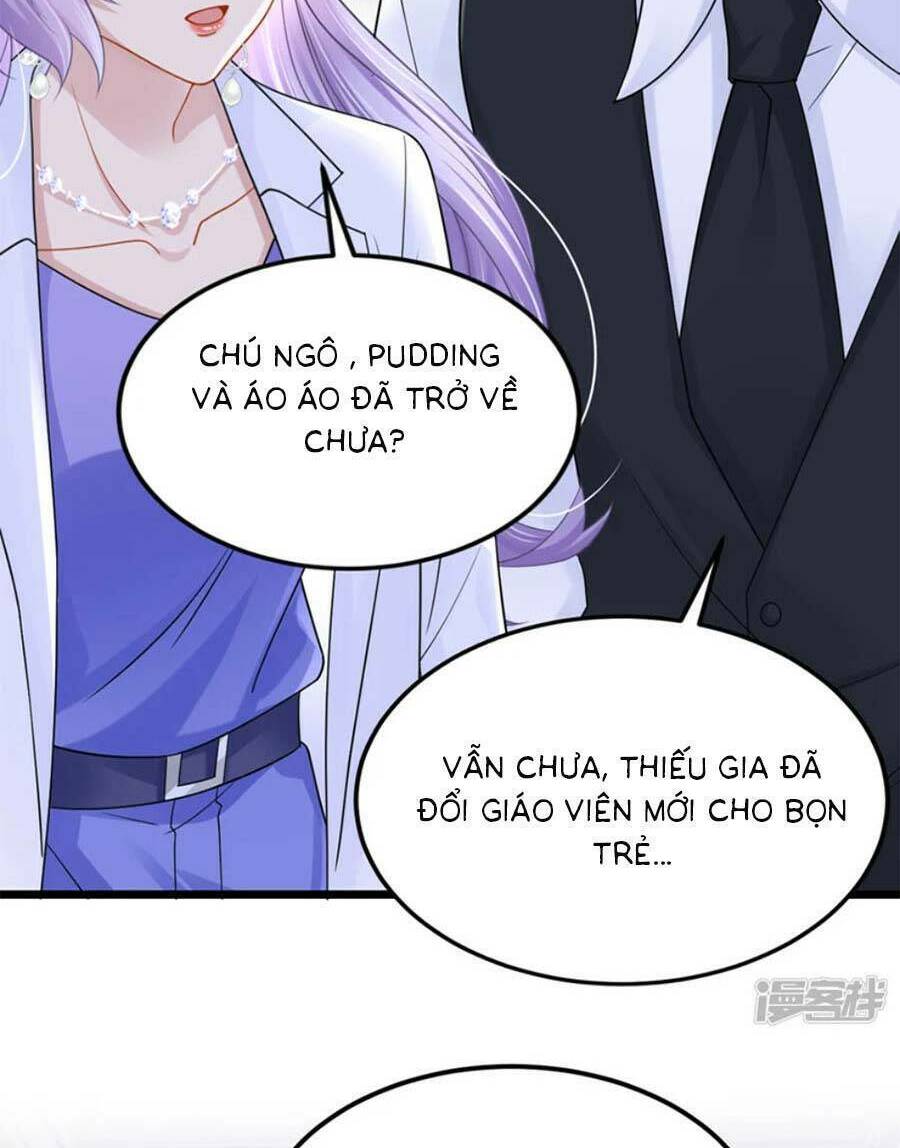 CHÚ NGÔ , PUDDING
VÀ ÁO ÁO ĐÃ TRỞ VỀ
CHƯA?
VẪN CHƯA, THIẾU GIA ĐÃ
ĐỔI GIÁO VIÊN MỚI CHO BỌN
TRẺ...
漫客栈